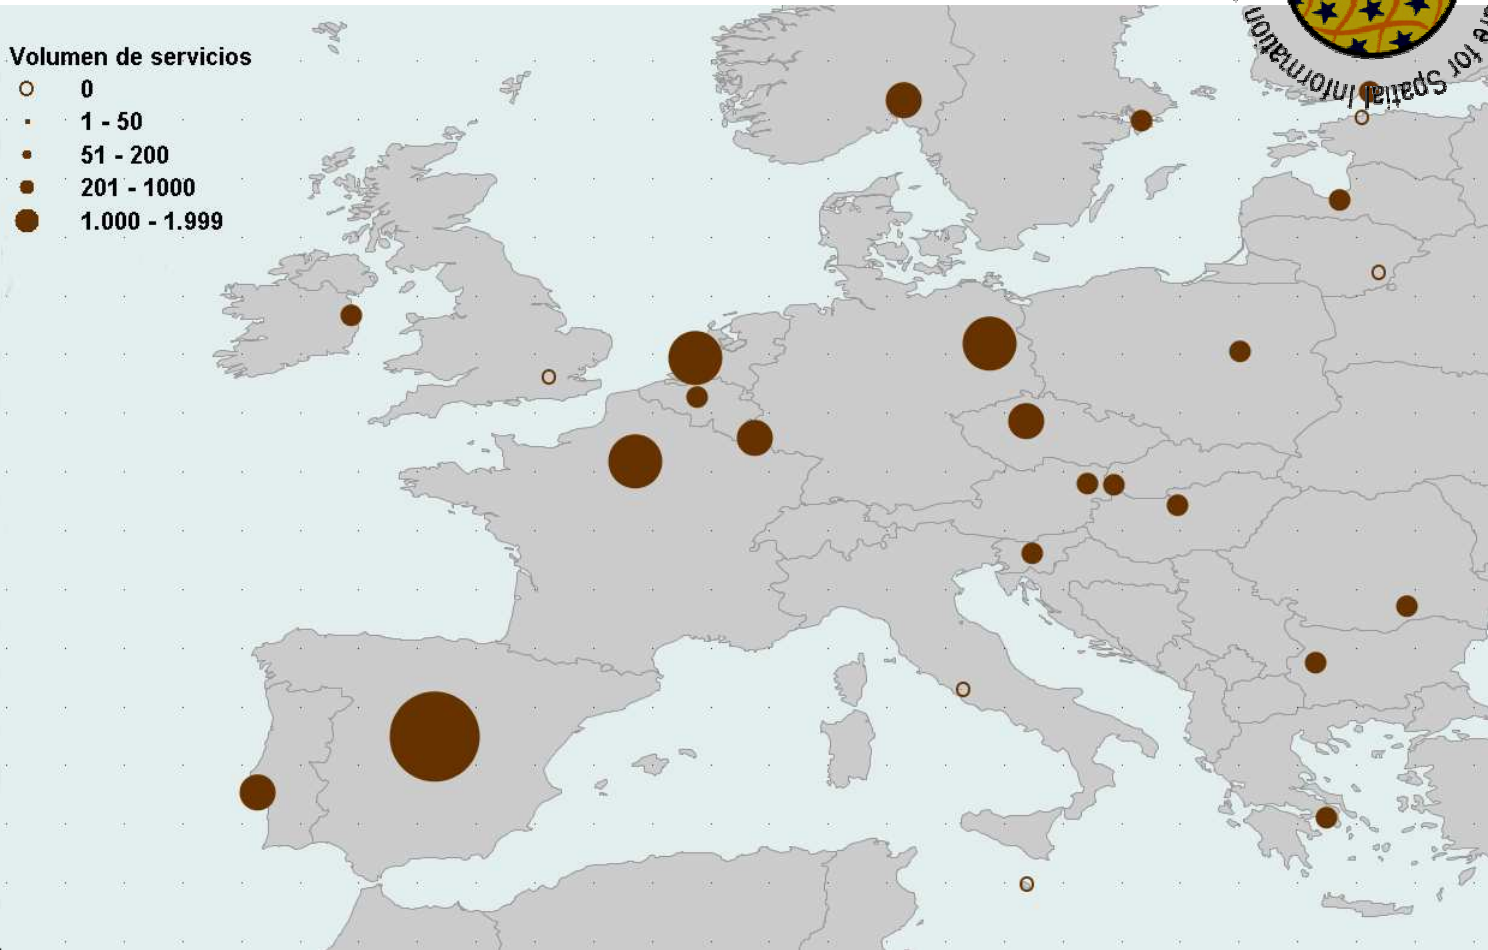 Volumen de servicios
0
1 - 50
51 - 200
201 - 1000
1.000 - 1.999
for Spatial Information